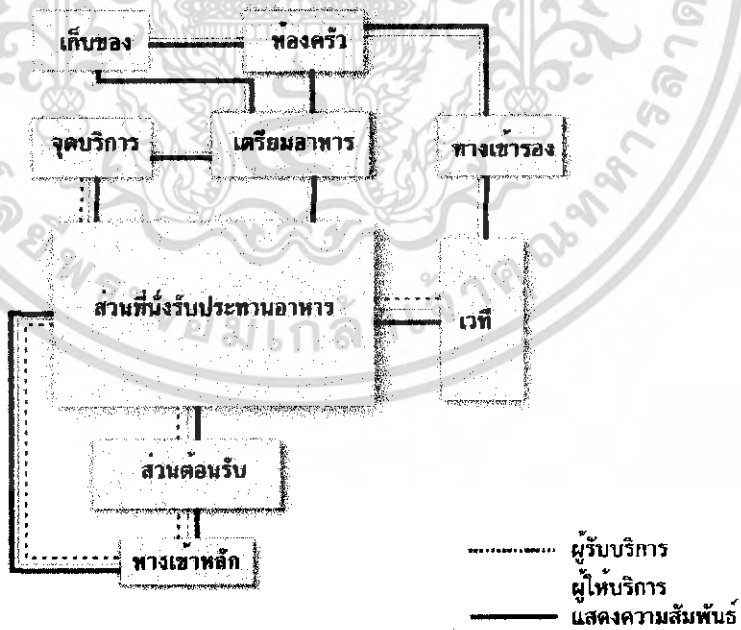 เก็บของ
ห้องครัว
จุดบริการ
เตรียมอาหาร
ทางเข้ารอง
ส่วนที่นั่งรับประทานอาหาร
เวที
ส่วนต้อนรับ
ทางเข้าหลัก
ผู้รับบริการ
ผู้ให้บริการ
แสดงความสัมพันธ์